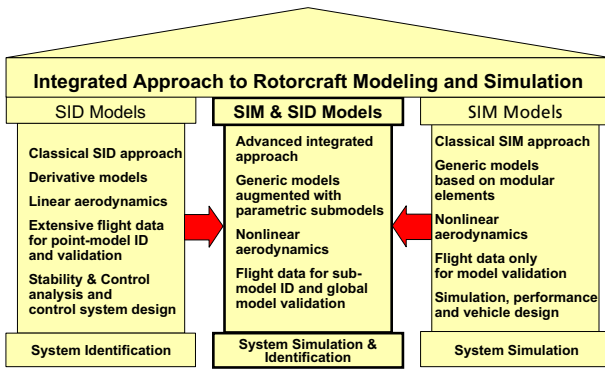 Integrated Approach to Rotorcraft Modeling and Simulation
SID Models
Classical SID approach
Derivative models
Linear aerodynamics
Extensive flight data
for point-model ID
and validation
Stability & Control
analysis and
control system design
System Identification
SIM & SID Models
Advanced integrated
approach
Generic models
augmented with
parametric submodels
Nonlinear
aerodynamics
Flight data for sub-
model ID and global
model validation
System Simulation &
Identification
SIM Models
Classical SIM approach
Generic models
based on modular
elements
Nonlinear
aerodynamics
Flight data only
for model validation
Simulation, performance
and vehicle design
System Simulation